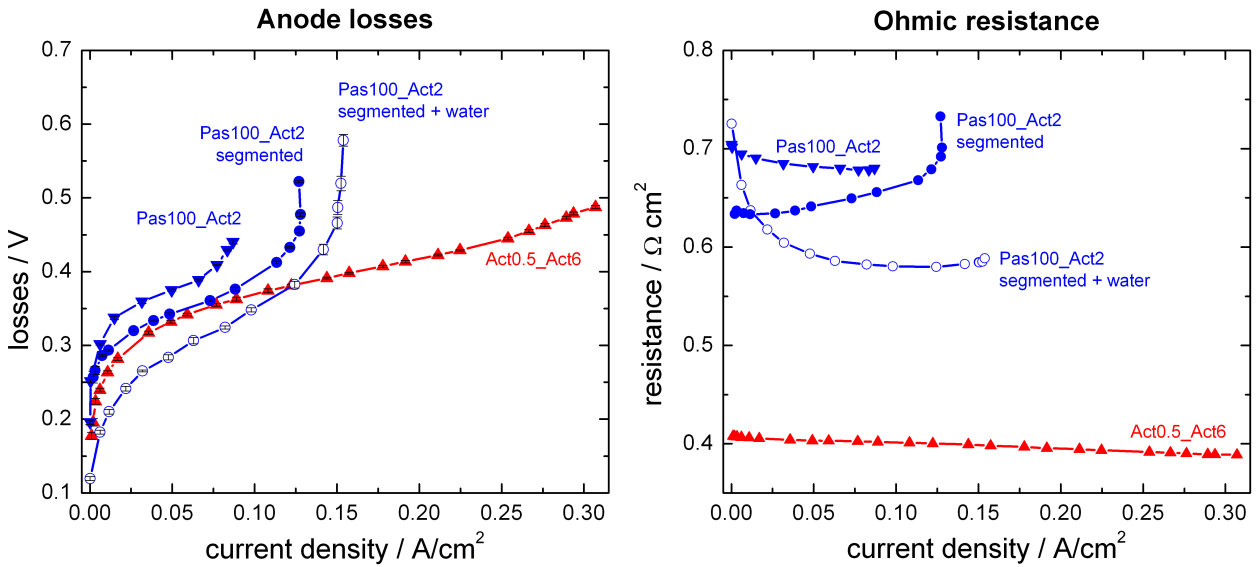 Anode losses
0.7
0.6
0.5
0.4
0.3
0.2
0.1
losses / V
0.00 0.05 0.10 0.15 0.20 0.25 0.30
current density / A/cm²
Pas100_Act2
segmented + water
Pas100_Act2
segmented
Pas100_Act2
Act0.5_Act6
Ohmic resistance
0.8
0.7
0.6
0.5
0.4
resistance / Ω cm²
0.00 0.05 0.10 0.15 0.20 0.25 0.30
current density / A/cm²
Pas100_Act2
segmented
Pas100_Act2
Pas100_Act2
segmented + water
Act0.5_Act6